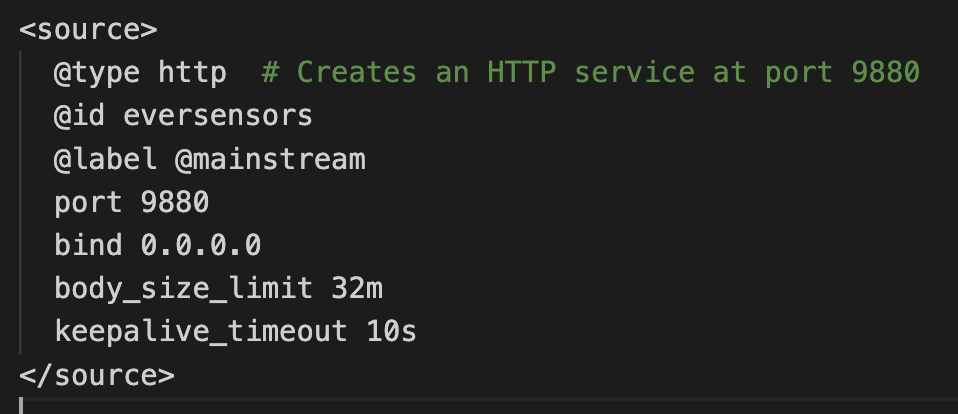 <source>
@type http # Creates an HTTP service at port 9880
@id eversensors
@label @mainstream
port 9880
bind 0.0.0.0
body_size_limit 32m
keepalive_timeout 10s
</source>